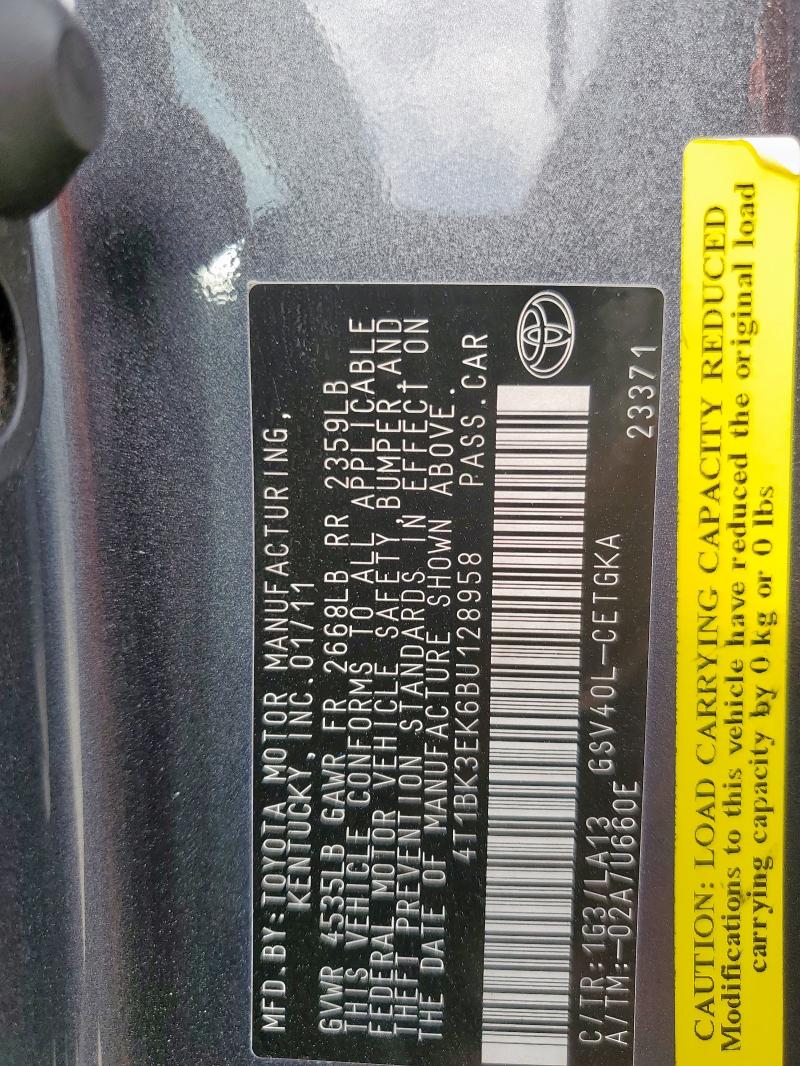 MFD.BY:TOYOTA MOTOR MANUFACTURING,
KENTUCKY,INC.01/11
GVWR 4535LB GAWR FR 2668LB RR 2359LB
THIS VEHICLE CONFORMS TO ALL APPLICABLE
FEDERAL MOTOR VEHICLE SAFETY, BUMPER, AND
THEFT PREVENTION STANDARDS IN EFFECT ON
THE DATE OF MANUFACTURE SHOWN ABOVE.
4T1BK3EK6BU128958 PASS.CAR
C/TR:1G3/LA13 GSV40L-CETGKA
A/TM:-02A/U660E 23371
CAUTION: LOAD CARRYING CAPACITY REDUCED
Modifications to this vehicle have reduced the original load
carrying capacity by 0 kg or 0 lbs